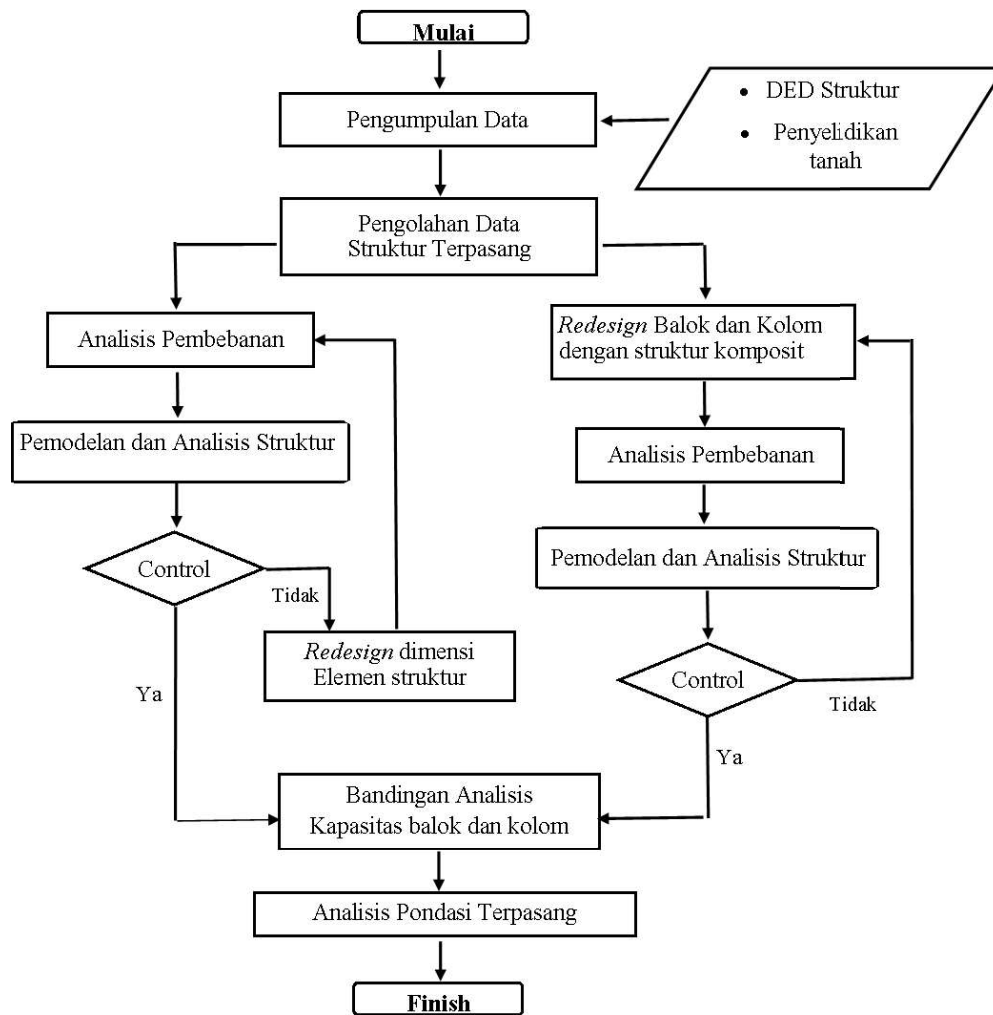 Mulai
Pengumpulan Data
• DED Struktur
• Penyelidikan
tanah
Pengolahan Data
Struktur Terpasang
Analisis Pembebanan
Pemodelan dan Analisis Struktur
Control
Tidak
Redesign dimensi
Elemen struktur
Ya
Redesign Balok dan Kolom
dengan struktur komposit
Analisis Pembebanan
Pemodelan dan Analisis Struktur
Control
Tidak
Ya
Bandingan Analisis
Kapasitas balok dan kolom
Analisis Pondasi Terpasang
Finish